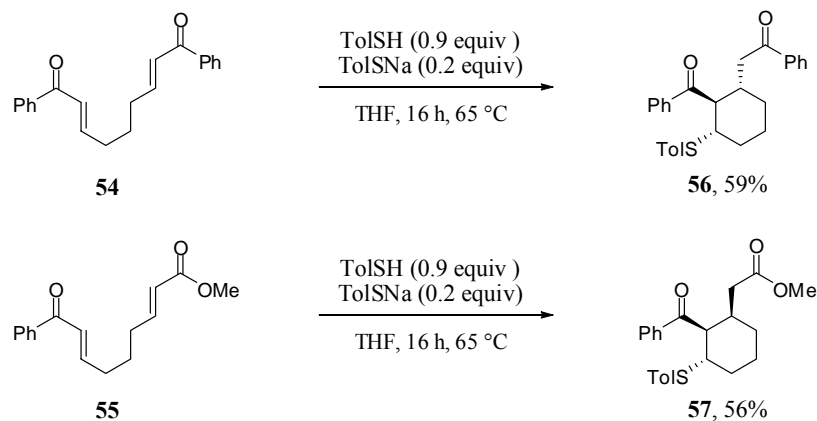 O
Ph
O
Ph
54
TolSH (0.9 equiv )
TolSNa (0.2 equiv)
THF, 16 h, 65 °C
O
Ph
O
Ph
TolS
56, 59%
O
OMe
O
Ph
55
TolSH (0.9 equiv )
TolSNa (0.2 equiv)
THF, 16 h, 65 °C
O
OMe
O
Ph
TolS
57, 56%